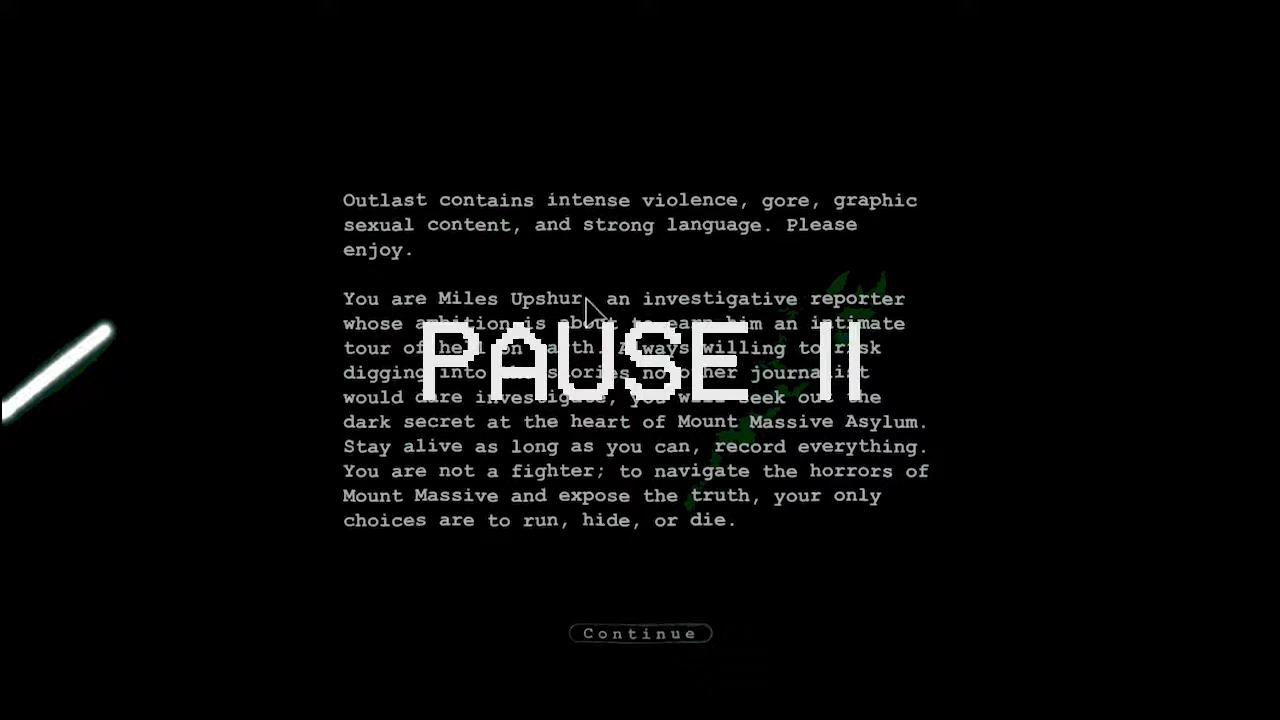 Outlast contains intense violence, gore, graphic
sexual content, and strong language. Please
enjoy.
You are Miles Upshur, an investigative reporter
whose ambition is about to earn him an intimate
tour of hell on earth. Always willing to risk
digging into stories no other journalist
would dare investigate, you will seek out the
dark secret at the heart of Mount Massive Asylum.
Stay alive as long as you can, record everything.
You are not a fighter; to navigate the horrors of
Mount Massive and expose the truth, your only
choices are to run, hide, or die.
PAUSE II
Continue